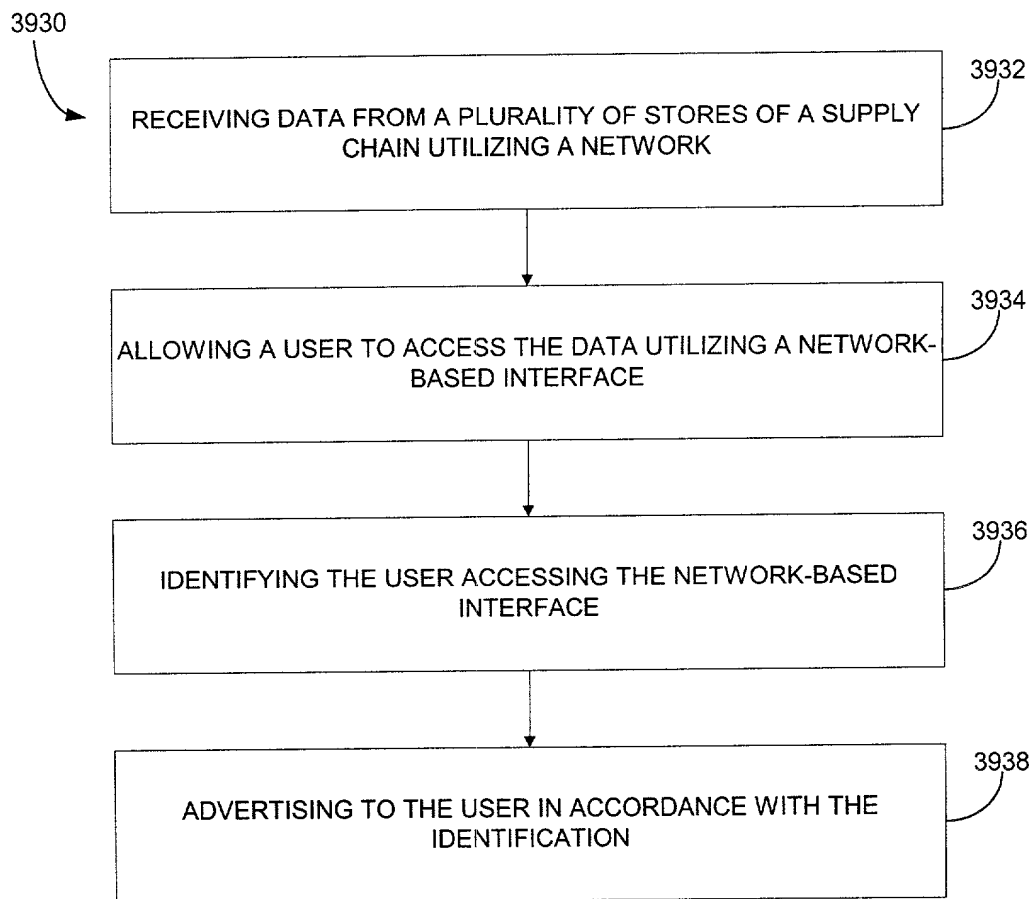 3930
3932
RECEIVING DATA FROM A PLURALITY OF STORES OF A SUPPLY
CHAIN UTILIZING A NETWORK
3934
ALLOWING A USER TO ACCESS THE DATA UTILIZING A NETWORK-
BASED INTERFACE
3936
IDENTIFYING THE USER ACCESSING THE NETWORK-BASED
INTERFACE
3938
ADVERTISING TO THE USER IN ACCORDANCE WITH THE
IDENTIFICATION